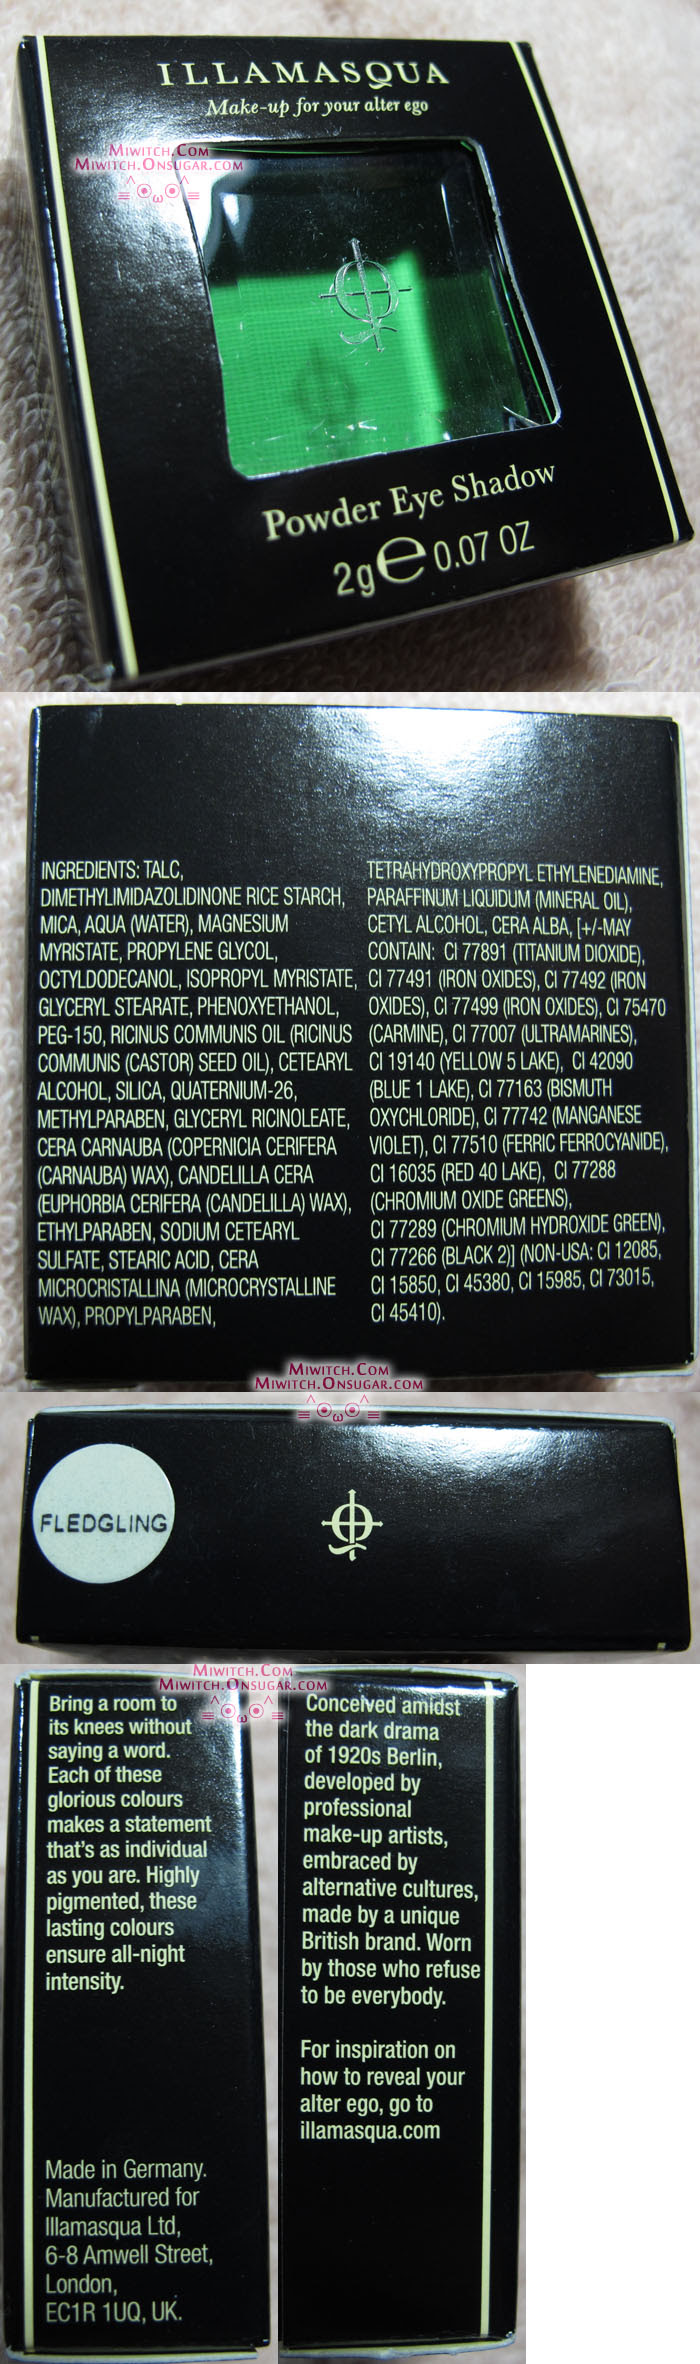 ILLAMASQUA
Make-up for your alter ego
MIWITCH.COM
MIWITCH.ONSUGAR.COM
Powder Eye Shadow
2g e 0.07 OZ
INGREDIENTS: TALC,
DIMETHYLIMIDAZOLIDINONE RICE STARCH,
MICA, AQUA (WATER), MAGNESIUM
MYRISTATE, PROPYLENE GLYCOL,
OCTYLDODECANOL, ISOPROPYL MYRISTATE,
GLYCERYL STEARATE, PHENOXYETHANOL,
PEG-150, RICINUS COMMUNIS OIL (RICINUS
COMMUNIS (CASTOR) SEED OIL), CETEARYL
ALCOHOL, SILICA, QUATERNIUM-26,
METHYLPARABEN, GLYCERYL RICINOLEATE,
CERA CARNAUBA (COPERNICIA CERIFERA
(CARNAUBA) WAX), CANDELILLA CERA
(EUPHORBIA CERIFERA (CANDELILLA) WAX),
ETHYLPARABEN, SODIUM CETEARYL
SULFATE, STEARIC ACID, CERA
MICROCRISTALLINA (MICROCRYSTALLINE
WAX), PROPYLPARABEN,
TETRAHYDROXYPROPYL ETHYLENEDIAMINE,
PARAFFINUM LIQUIDUM (MINERAL OIL),
CETYL ALCOHOL, CERA ALBA, [+/-MAY
CONTAIN: CI 77891 (TITANIUM DIOXIDE),
CI 77491 (IRON OXIDES), CI 77492 (IRON
OXIDES), CI 77499 (IRON OXIDES), CI 75470
(CARMINE), CI 77007 (ULTRAMARINES),
CI 19140 (YELLOW 5 LAKE), CI 42090
(BLUE 1 LAKE), CI 77163 (BISMUTH
OXYCHLORIDE), CI 77742 (MANGANESE
VIOLET), CI 77510 (FERRIC FERROCYANIDE),
CI 16035 (RED 40 LAKE), CI 77288
(CHROMIUM OXIDE GREENS),
CI 77289 (CHROMIUM HYDROXIDE GREEN),
CI 77266 (BLACK 2)] (NON-USA: CI 12085,
CI 15850, CI 45380, CI 15985, CI 73015,
CI 45410).
MIWITCH.COM
MIWITCH.ONSUGAR.COM
FLEDGLING
MIWITCH.COM
MIWITCH.ONSUGAR.COM
Bring a room to
its knees without
saying a word.
Each of these
glorious colours
makes a statement
that's as individual
as you are. Highly
pigmented, these
lasting colours
ensure all-night
intensity.
Made in Germany.
Manufactured for
Illamasqua Ltd,
6-8 Amwell Street,
London,
EC1R 1UQ, UK.
Conceived amidst
the dark drama
of 1920s Berlin,
developed by
professional
make-up artists,
embraced by
alternative cultures,
made by a unique
British brand. Worn
by those who refuse
to be everybody.
For inspiration on
how to reveal your
alter ego, go to
illamasqua.com